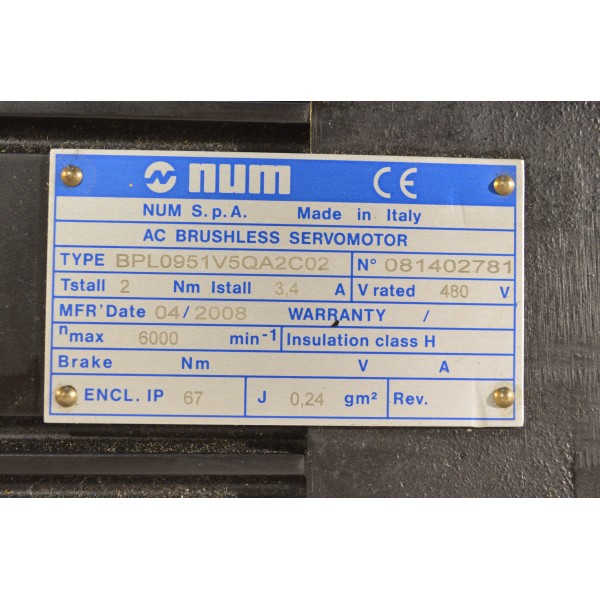 num CE
NUM S.p.A. Made in Italy
AC BRUSHLESS SERVOMOTOR
TYPE BPL0951V5QA2C02 N° 081402781
Tstall 2 Nm Istall 3,4 A V rated 480 V
MFR'Date 04/2008 WARRANTY /
nmax 6000 min⁻¹ Insulation class H
Brake Nm V A
ENCL. IP 67 J 0,24 gm² Rev.